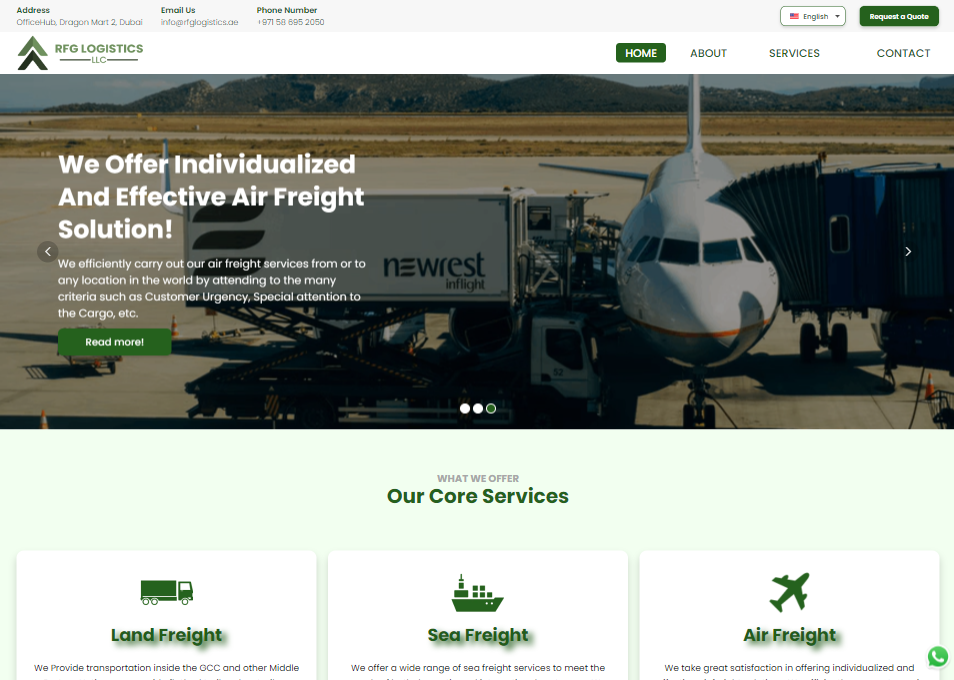 Address
OfficeHub, Dragon Mart 2, Dubai
Email Us
info@rfglogistics.ae
Phone Number
+971 58 695 2050
English
Request a Quote
RFG LOGISTICS
LLC
HOME
ABOUT
SERVICES
CONTACT
We Offer Individualized
And Effective Air Freight
Solution!
We efficiently carry out our air freight services from or to
any location in the world by attending to the many
criteria such as Customer Urgency, Special attention to
the Cargo, etc.
Read more!
newrest
inflight
52
WHAT WE OFFER
Our Core Services
Land Freight
We Provide transportation inside the GCC and other Middle
Sea Freight
We offer a wide range of sea freight services to meet the
Air Freight
We take great satisfaction in offering individualized and